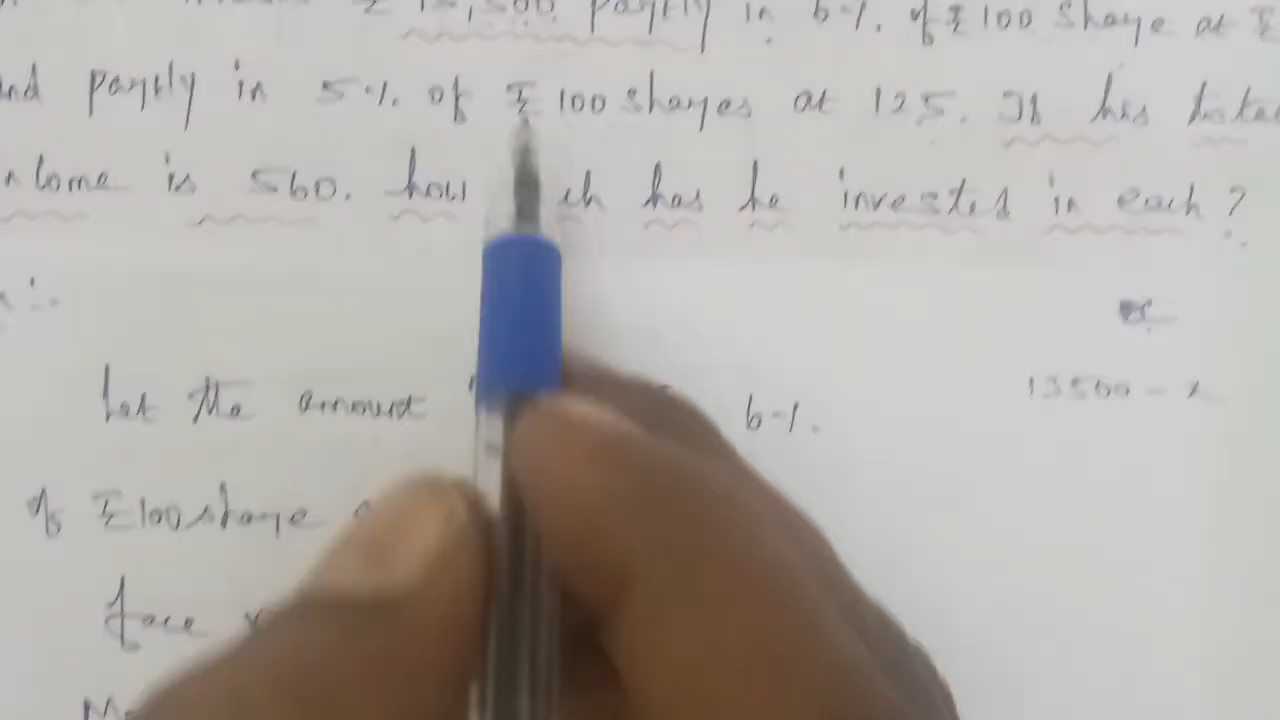 13,500 partly in 6%. of ₹100 share at ₹
and partly in 5%. of ₹100 shares at 125. If his total
income is 560. how has he invested in each?
Let the amount 6%. 13500 - x
of ₹100 share
face